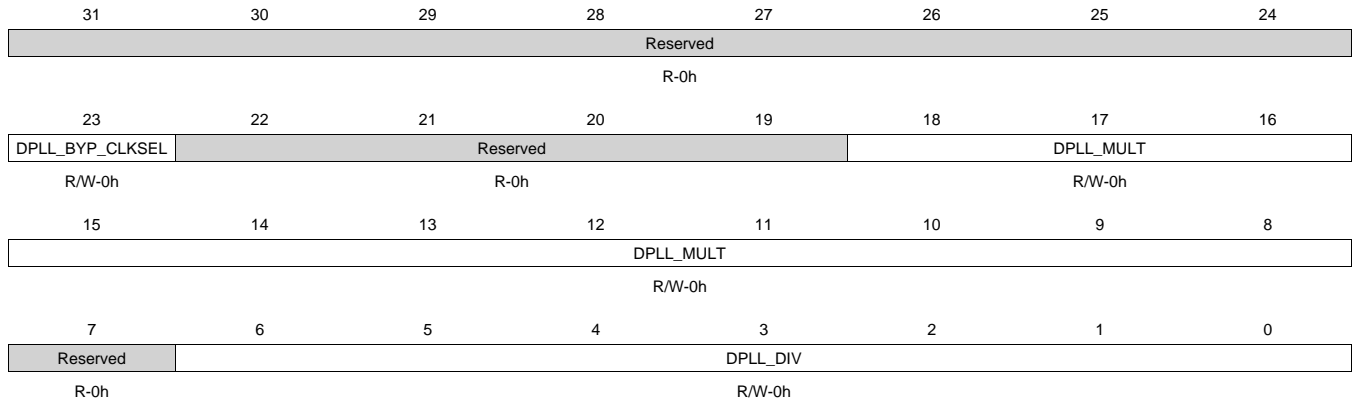 31 30 29 28 27 26 25 24
Reserved
R-0h
23 22 21 20 19 18 17 16
DPLL_BYP_CLKSEL Reserved DPLL_MULT
R/W-0h R-0h R/W-0h
15 14 13 12 11 10 9 8
DPLL_MULT
R/W-0h
7 6 5 4 3 2 1 0
Reserved DPLL_DIV
R-0h R/W-0h